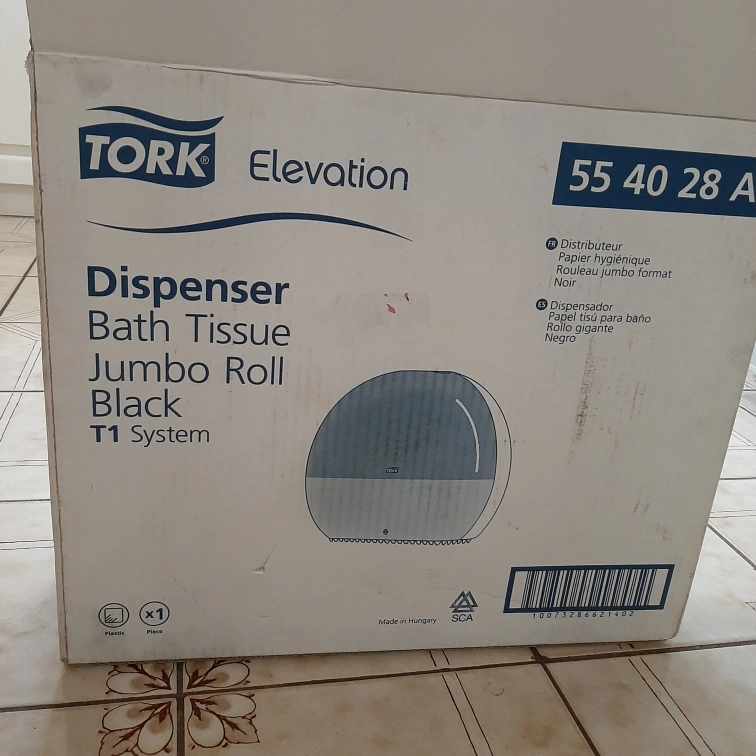 TORK®
Elevation
55 40 28 A
Dispenser
Bath Tissue
Jumbo Roll
Black
T1 System
FR Distributeur
Papier hygiénique
Rouleau jumbo format
Noir
ES Dispensador
Papel tisú para baño
Rollo gigante
Negro
TORK
Plastic
x1
Piece
Made in Hungary
SCA
10073286621402